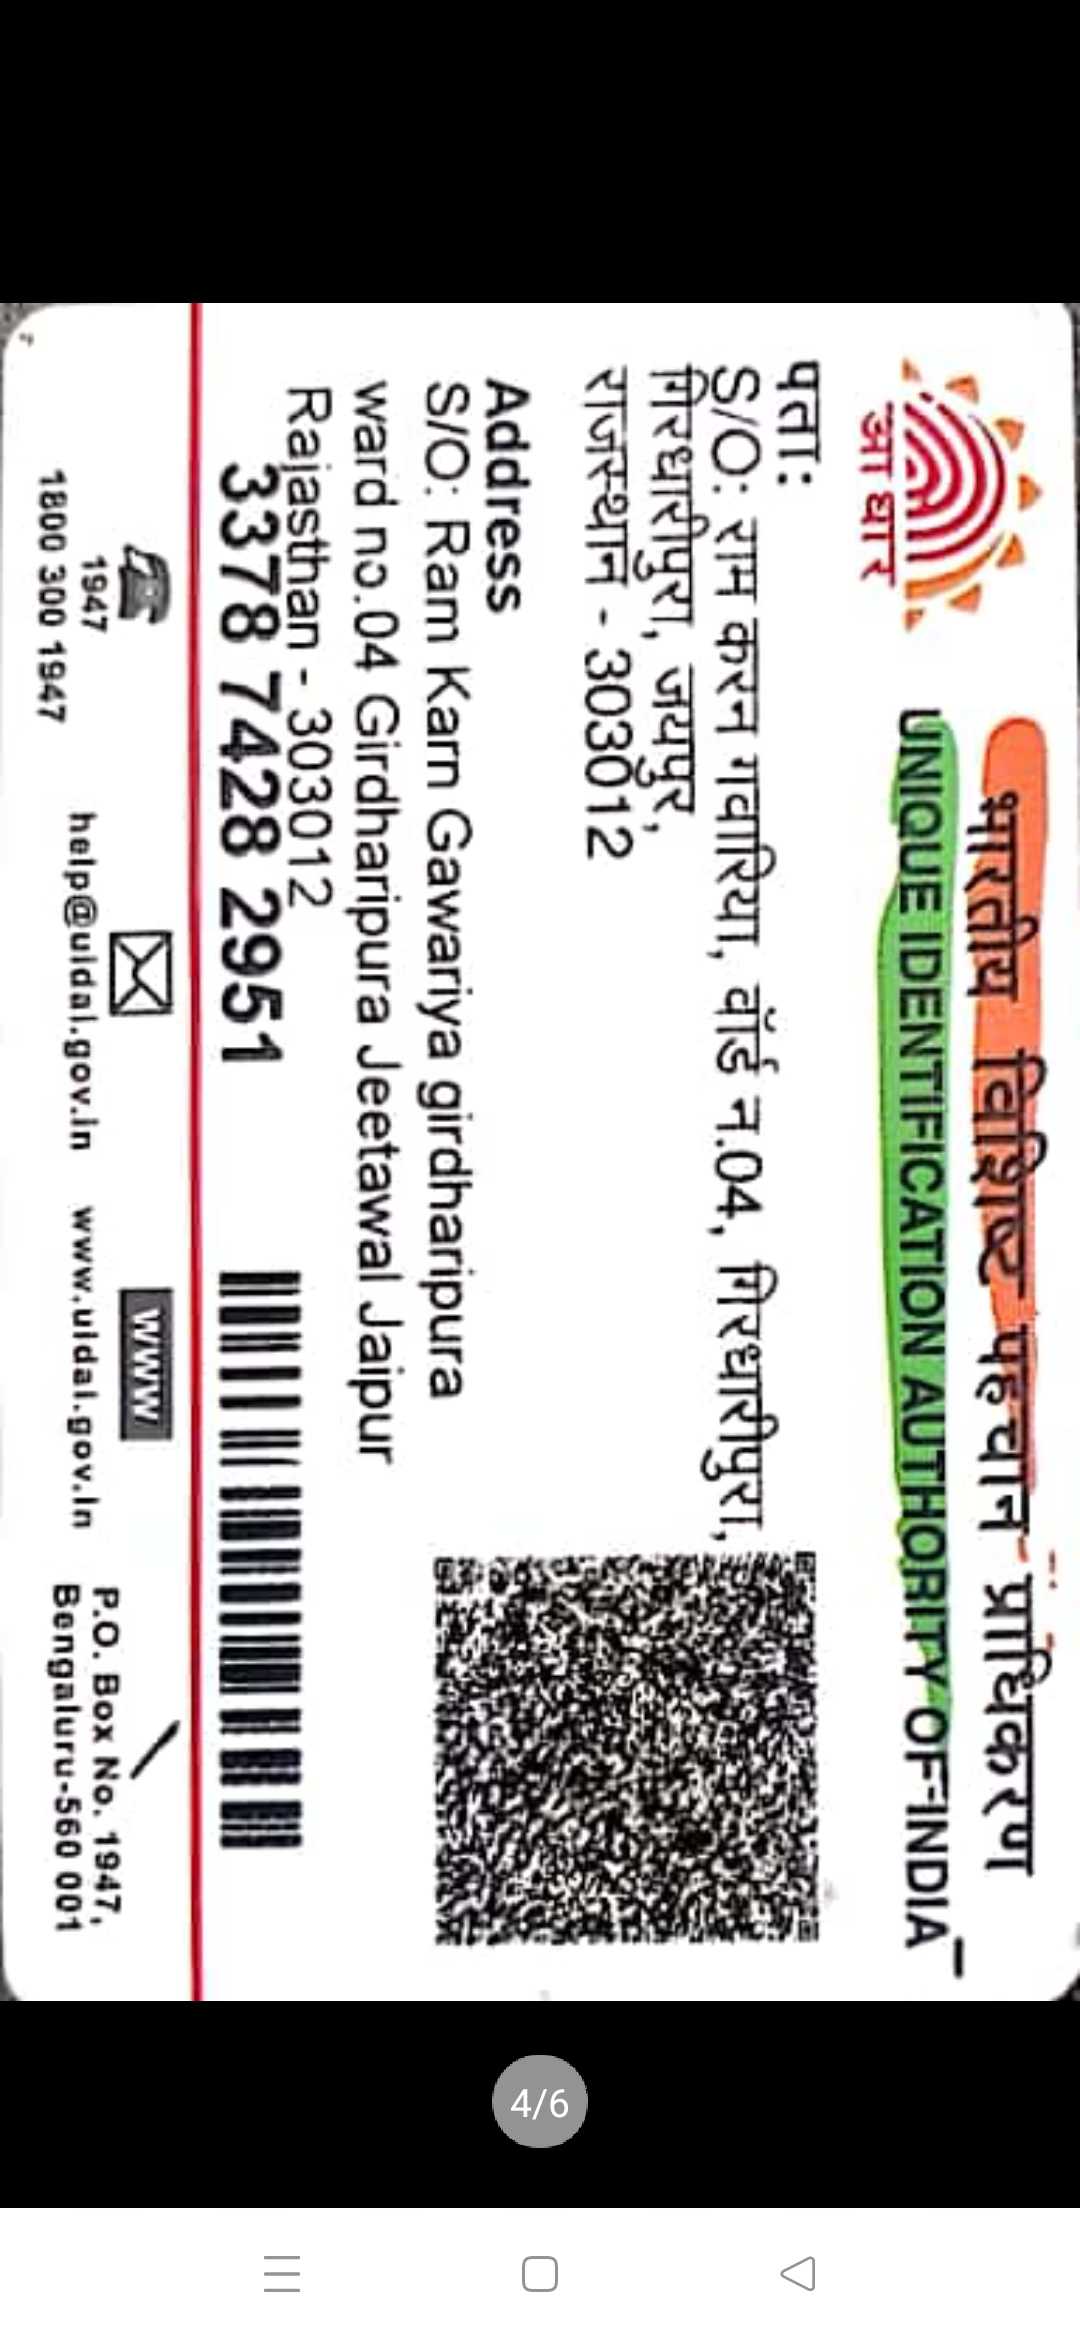 आधार
भारतीय विशिष्ट पहचान प्राधिकरण
UNIQUE IDENTIFICATION AUTHORITY OF INDIA
पता:
S/O: राम करन गवारिया, वॉर्ड न.04, गिरधारीपुरा,
गिरधारीपुरा, जयपुर,
राजस्थान - 303012
Address
S/O: Ram Karn Gawariya girdharipura
ward no.04 Girdharipura Jeetawal Jaipur
Rajasthan - 303012
3378 7428 2951
1947
1800 300 1947
help@uidai.gov.in
www
www.uidai.gov.in
P.O. Box No. 1947,
Bengaluru-560 001
4/6